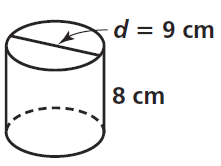 d = 9 cm
8 cm